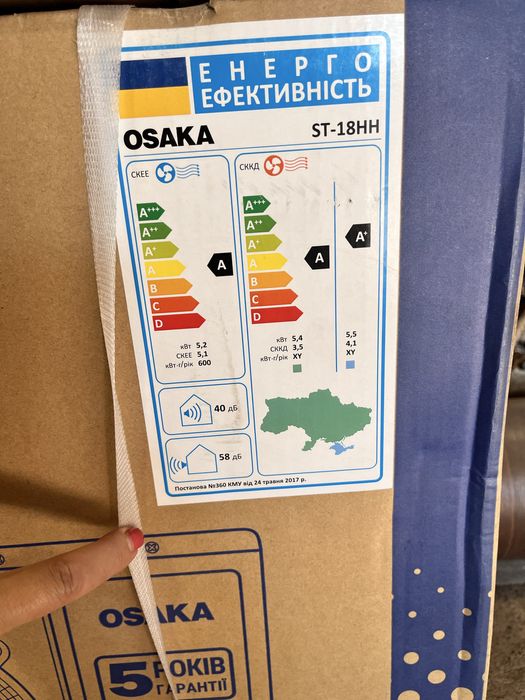 ЕНЕРГО
ЕФЕКТИВНІСТЬ
OSAKA ST-18HH
СКЕЕ
СККД
A+++
A++
A+
A
B
C
D
A
A+++
A++
A+
A
B
C
D
A
A+
кВт 5,2
СКЕЕ 5,1
кВт-г/рік 600
кВт 5,4 5,5
СККД 3,5 4,1
кВт-г/рік XY XY
40 дБ
58 дБ
Постанова №360 КМУ від 24 травня 2017 р.
OSAKA
5 РОКІВ
ГАРАНТІЇ